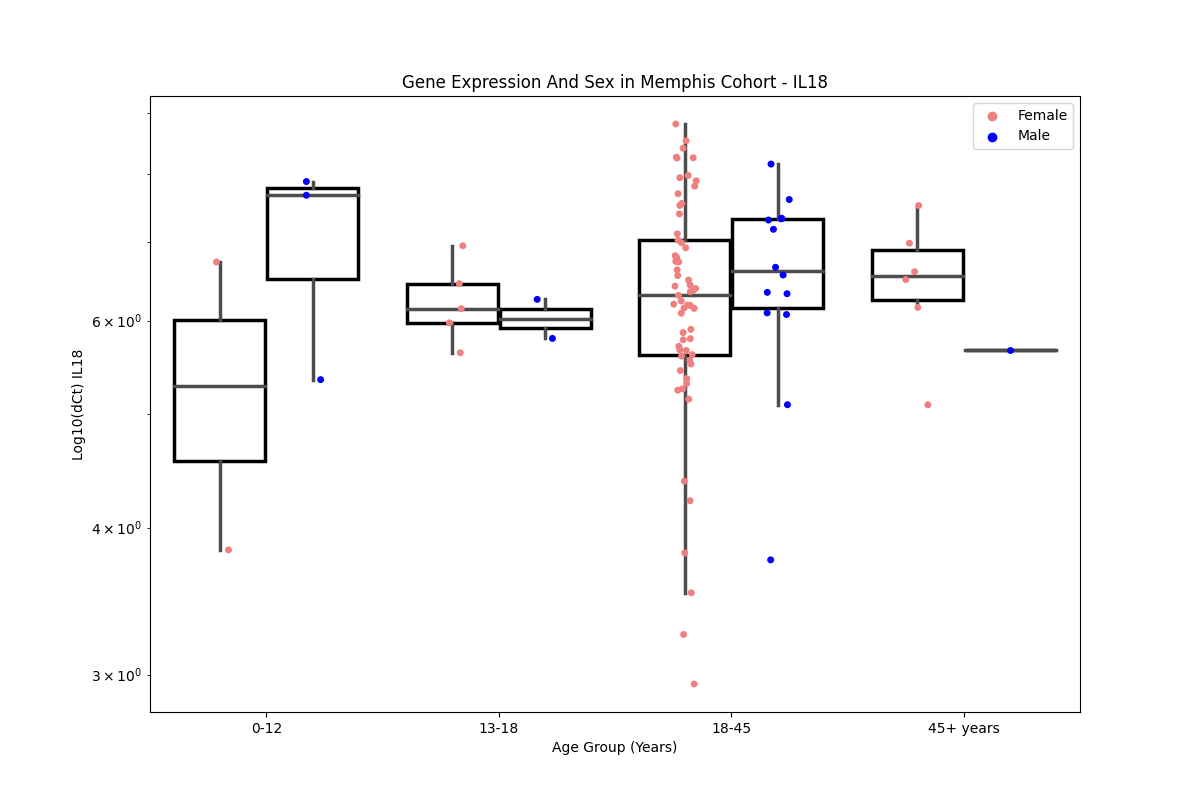 Gene Expression And Sex in Memphis Cohort - IL18
Female
Male
Log10(dCt) IL18
6 × 10⁰
4 × 10⁰
3 × 10⁰
0-12
13-18
18-45
45+ years
Age Group (Years)